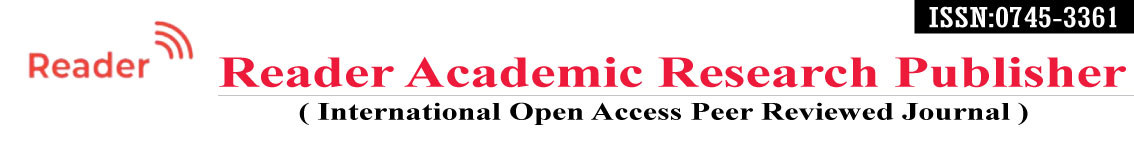 ISSN:0745-3361
Reader
Reader Academic Research Publisher
( International Open Access Peer Reviewed Journal )